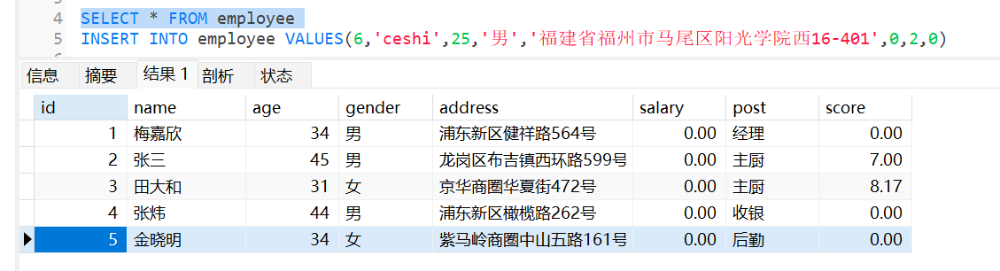 4 SELECT * FROM employee
5 INSERT INTO employee VALUES(6,'ceshi',25,'男','福建省福州市马尾区阳光学院西16-401',0,2,0)
信息 摘要 结果 1 剖析 状态
id name age gender address salary post score
1 梅嘉欣 34 男 浦东新区健祥路564号 0.00 经理 0.00
2 张三 45 男 龙岗区布吉镇西环路599号 0.00 主厨 7.00
3 田大和 31 女 京华商圈华夏街472号 0.00 主厨 8.17
4 张炜 44 男 浦东新区橄榄路262号 0.00 收银 0.00
5 金晓明 34 女 紫马岭商圈中山五路161号 0.00 后勤 0.00